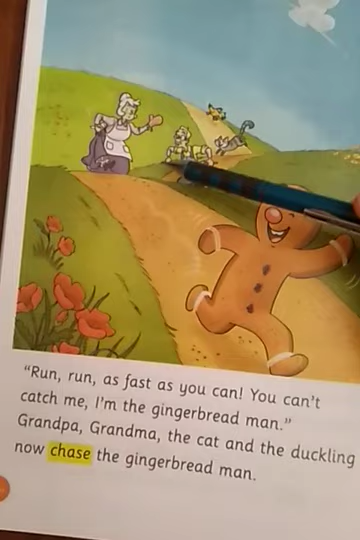 "Run, run, as fast as you can! You can't
catch me, I'm the gingerbread man."
Grandpa, Grandma, the cat and the duckling
now chase the gingerbread man.